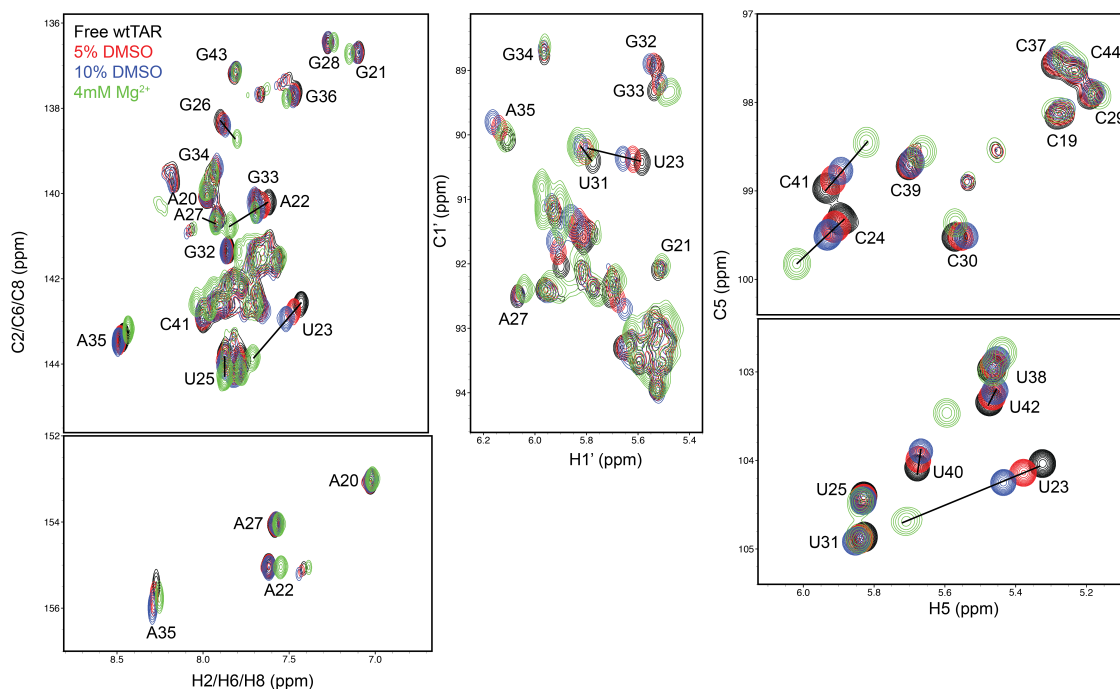 Free wtTAR
5% DMSO
10% DMSO
4mM Mg²⁺
G43
G28
G21
G26
G36
G34
G33
A20
A22
A27
G32
C41
U23
A35
U25
136
138
140
142
144
C2/C6/C8 (ppm)
A20
A27
A22
A35
152
154
156
8.5 8.0 7.5 7.0
H2/H6/H8 (ppm)
G34
G32
G33
A35
U23
U31
G21
A27
89
90
91
92
93
94
C1' (ppm)
6.2 6.0 5.8 5.6 5.4
H1' (ppm)
C37
C44
C29
C19
C41
C39
C24
C30
97
98
99
100
C5 (ppm)
U38
U42
U40
U25
U23
U31
103
104
105
6.0 5.8 5.6 5.4 5.2
H5 (ppm)